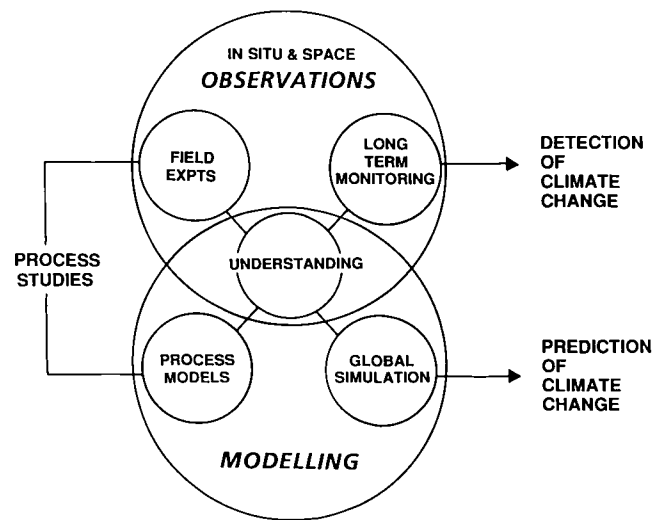 IN SITU & SPACE
OBSERVATIONS
FIELD
EXPTS
LONG
TERM
MONITORING
DETECTION
OF
CLIMATE
CHANGE
PROCESS
STUDIES
UNDERSTANDING
PROCESS
MODELS
GLOBAL
SIMULATION
PREDICTION
OF
CLIMATE
CHANGE
MODELLING